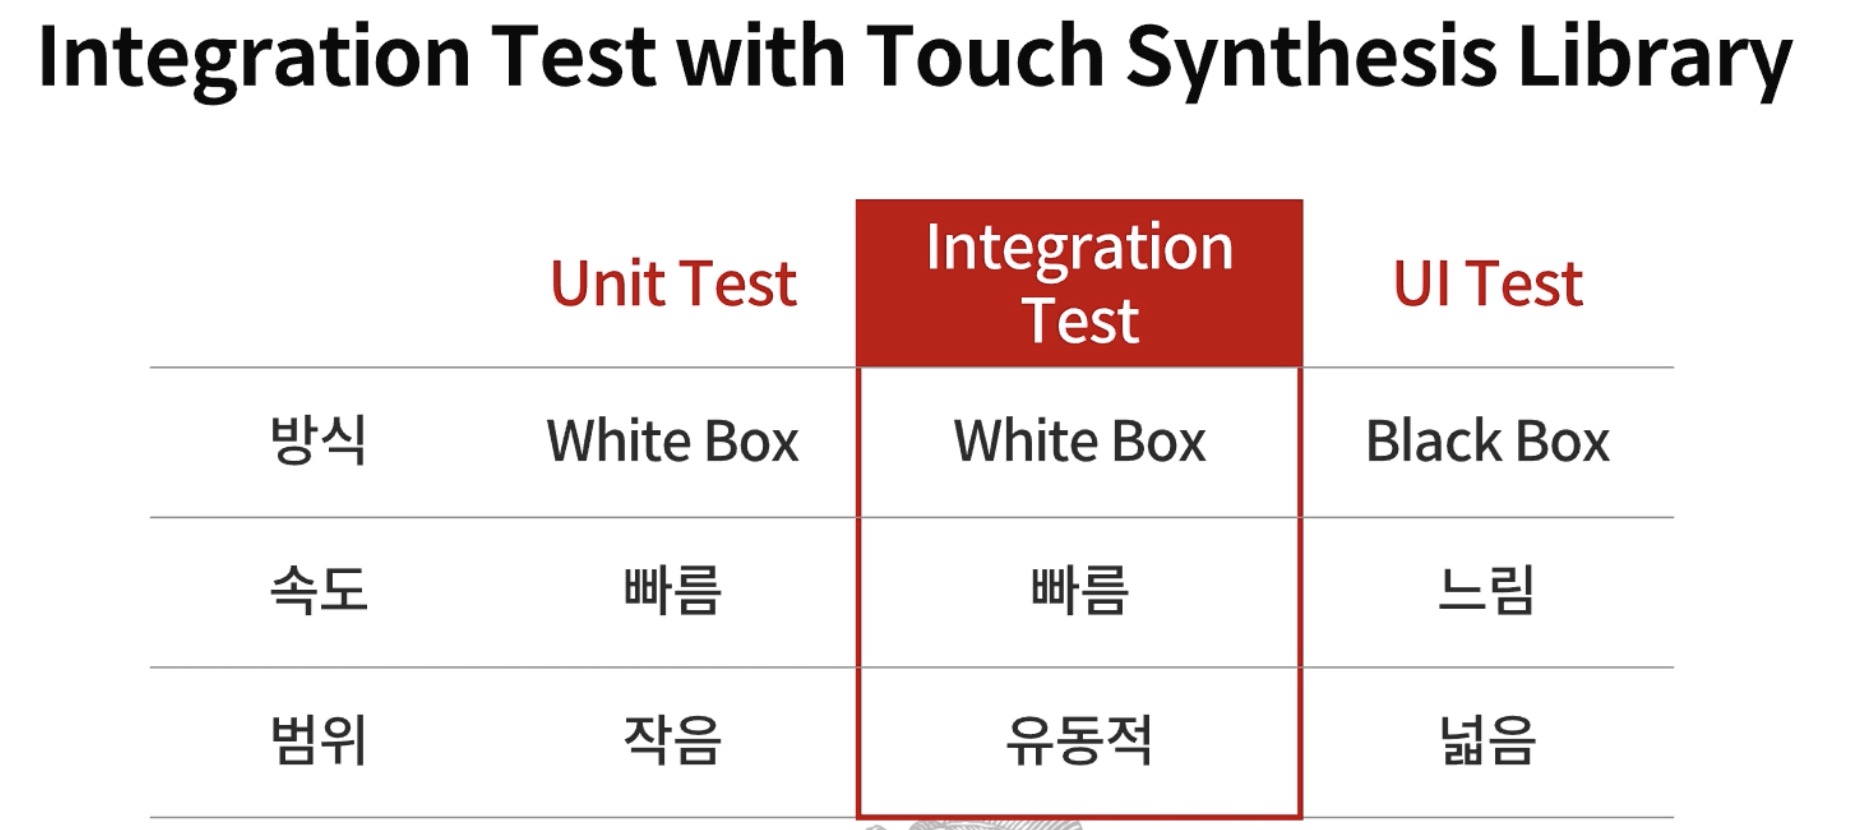 Integration Test with Touch Synthesis Library
Unit Test
Integration
Test
UI Test
방식 White Box White Box Black Box
속도 빠름 빠름 느림
범위 작음 유동적 넓음